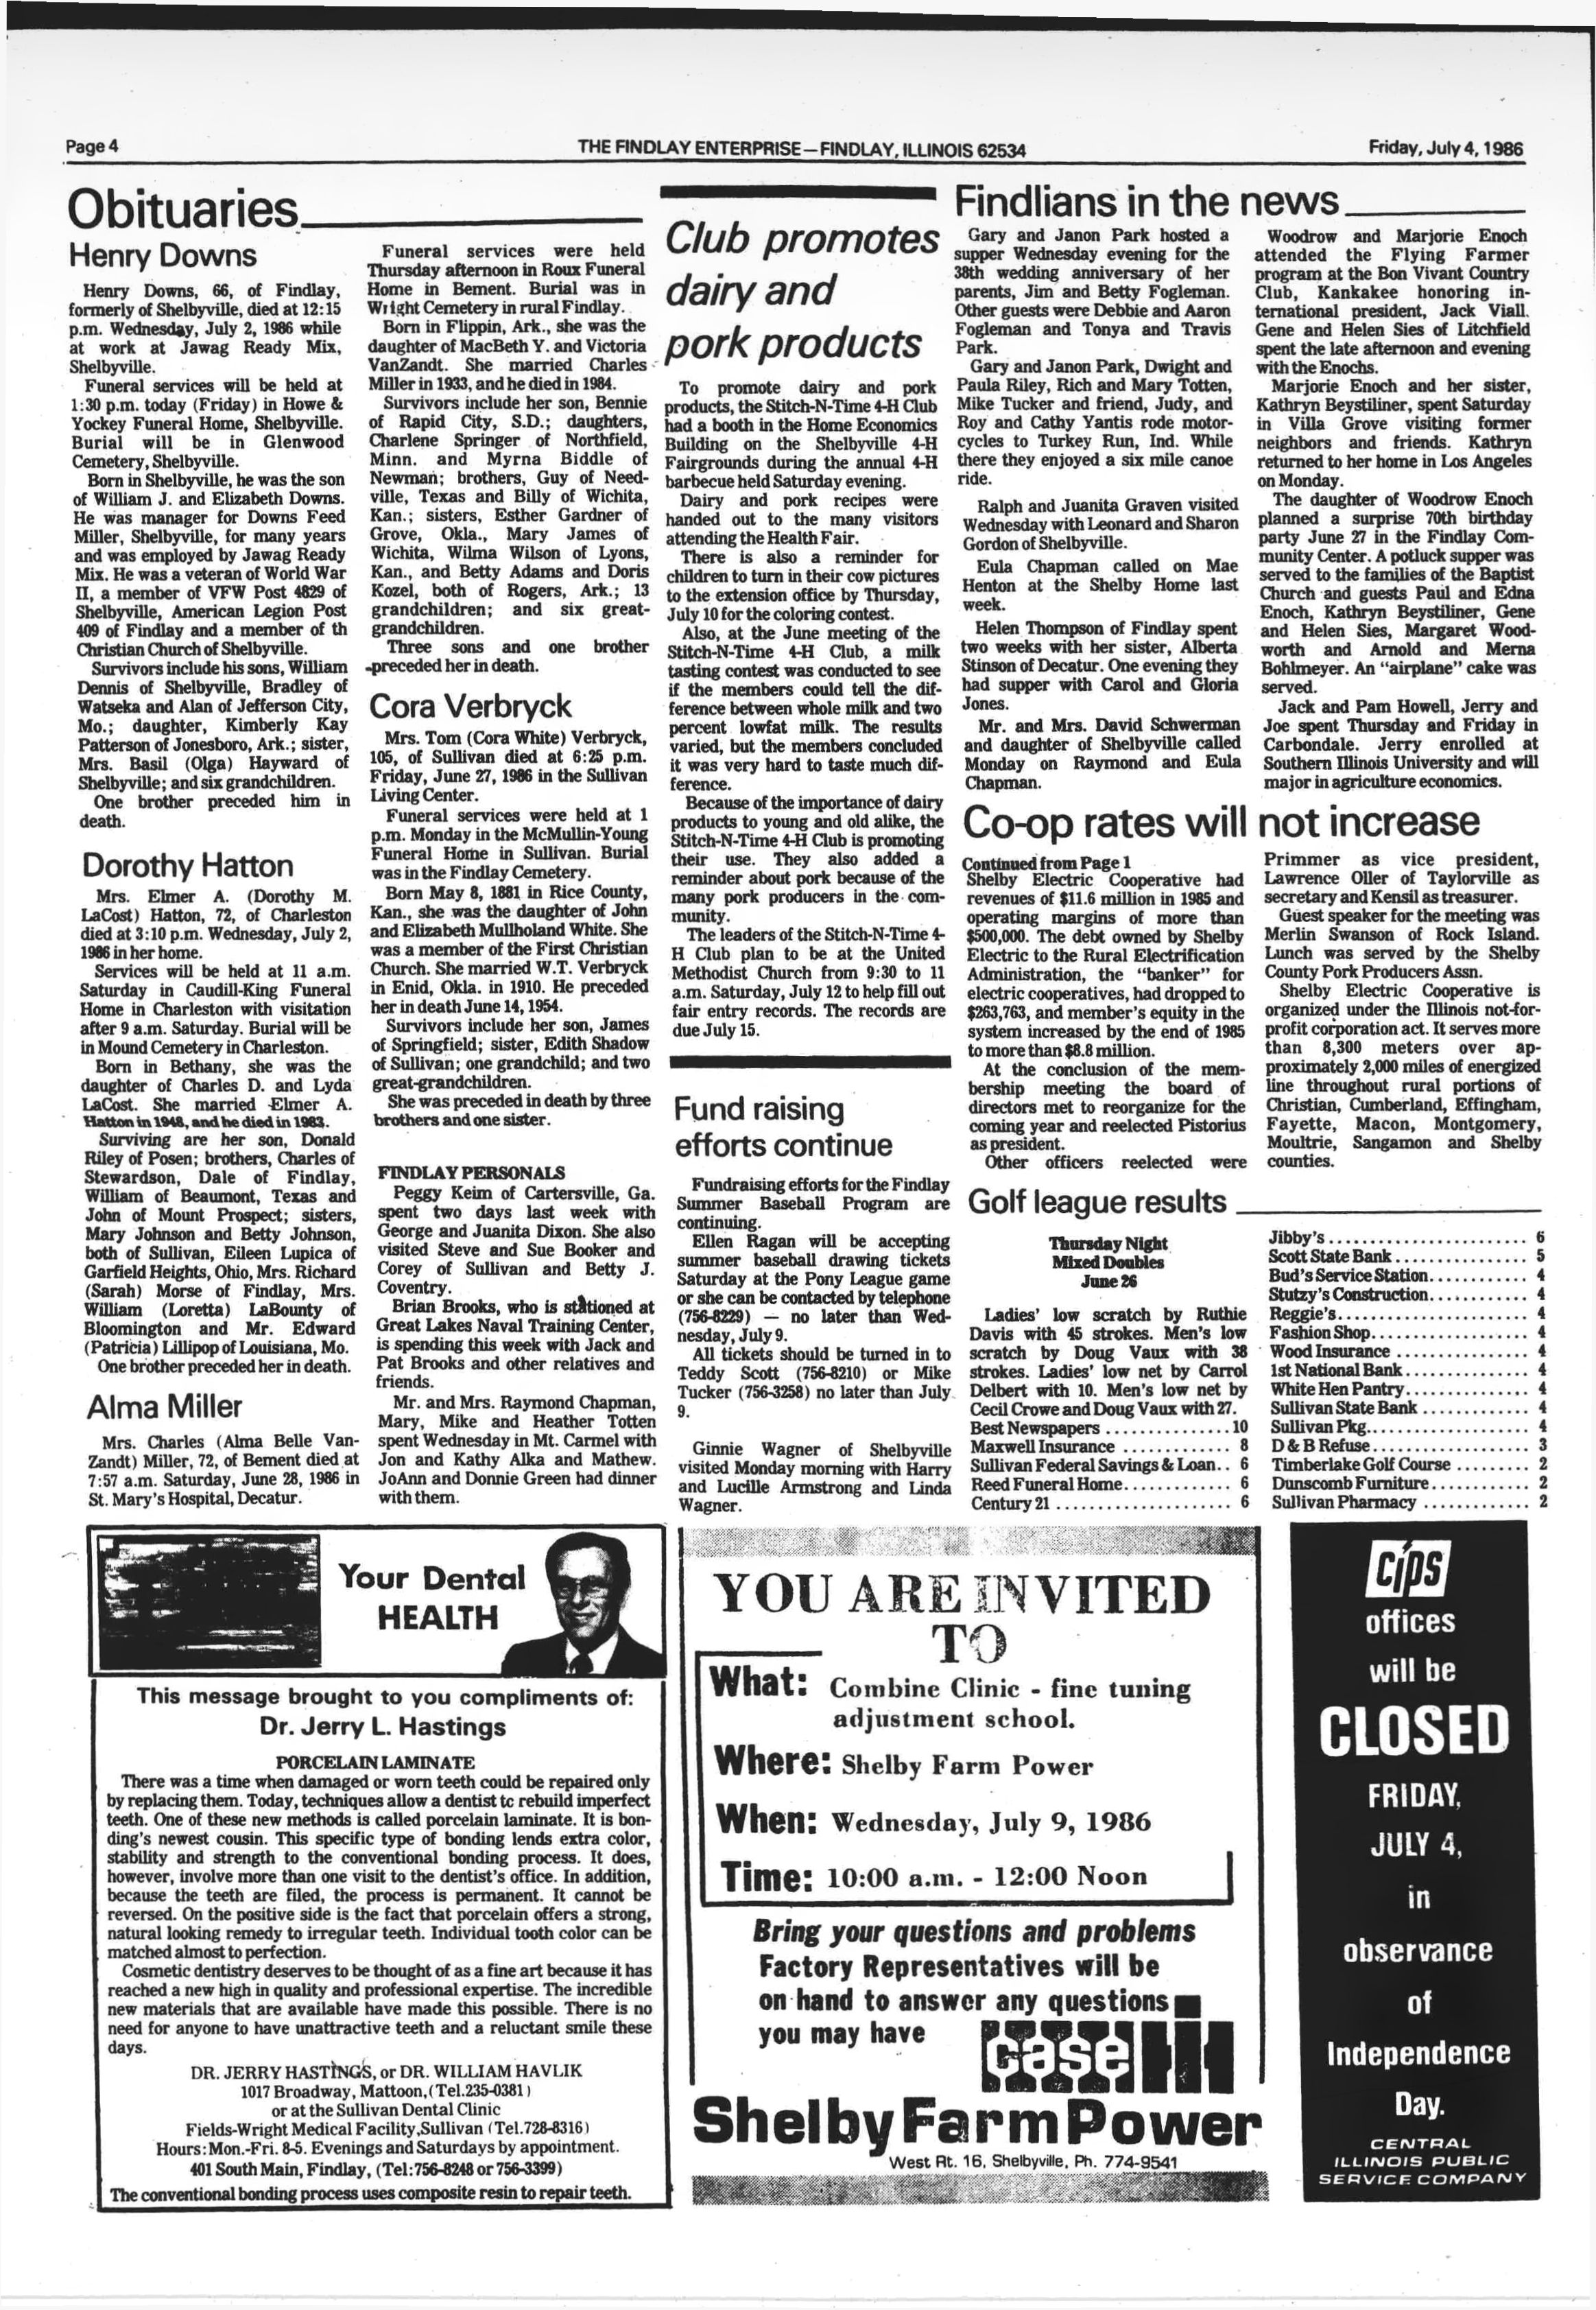 Page 4
THE FINDLAY ENTERPRISE—FINDLAY, ILLINOIS 62534
Friday, July 4, 1986
Obituaries
Henry Downs
Henry Downs, 66, of Findlay,
formerly of Shelbyville, died at 12:15
p.m. Wednesday, July 2, 1986 while
at work at Jawag Ready Mix,
Shelbyville.
Funeral services will be held at
1:30 p.m. today (Friday) in Howe &
Yockey Funeral Home, Shelbyville.
Burial will be in Glenwood
Cemetery, Shelbyville.
Born in Shelbyville, he was the son
of William J. and Elizabeth Downs.
He was manager for Downs Feed
Miller, Shelbyville, for many years
and was employed by Jawag Ready
Mix. He was a veteran of World War
II, a member of VFW Post 4829 of
Shelbyville, American Legion Post
409 of Findlay and a member of th
Christian Church of Shelbyville.
Survivors include his sons, William
Dennis of Shelbyville, Bradley of
Watseka and Alan of Jefferson City,
Mo.; daughter, Kimberly Kay
Patterson of Jonesboro, Ark.; sister,
Mrs. Basil (Olga) Hayward of
Shelbyville; and six grandchildren.
One brother preceded him in
death.
Dorothy Hatton
Mrs. Elmer A. (Dorothy M.
LaCost) Hatton, 72, of Charleston
died at 3:10 p.m. Wednesday, July 2,
1986 in her home.
Services will be held at 11 a.m.
Saturday in Caudill-King Funeral
Home in Charleston with visitation
after 9 a.m. Saturday. Burial will be
in Mound Cemetery in Charleston.
Born in Bethany, she was the
daughter of Charles D. and Lyda
LaCost. She married Elmer A.
Hatton in 1948, and he died in 1983.
Surviving are her son, Donald
Riley of Posen; brothers, Charles of
Stewardson, Dale of Findlay,
William of Beaumont, Texas and
John of Mount Prospect; sisters,
Mary Johnson and Betty Johnson,
both of Sullivan, Eileen Lupica of
Garfield Heights, Ohio, Mrs. Richard
(Sarah) Morse of Findlay, Mrs.
William (Loretta) LaBounty of
Bloomington and Mr. Edward
(Patricia) Lillipop of Louisiana, Mo.
One brother preceded her in death.
Alma Miller
Mrs. Charles (Alma Belle Van-
Zandt) Miller, 72, of Bement died at
7:57 a.m. Saturday, June 28, 1986 in
St. Mary's Hospital, Decatur.
Funeral services were held
Thursday afternoon in Roux Funeral
Home in Bement. Burial was in
Wright Cemetery in rural Findlay.
Born in Flippin, Ark., she was the
daughter of MacBeth Y. and Victoria
VanZandt. She married Charles
Miller in 1933, and he died in 1984.
Survivors include her son, Bennie
of Rapid City, S.D.; daughters,
Charlene Springer of Northfield,
Minn. and Myrna Biddle of
Newman; brothers, Guy of Need-
ville, Texas and Billy of Wichita,
Kan.; sisters, Esther Gardner of
Grove, Okla., Mary James of
Wichita, Wilma Wilson of Lyons,
Kan., and Betty Adams and Doris
Kozel, both of Rogers, Ark.; 13
grandchildren; and six great-
grandchildren.
Three sons and one brother
preceded her in death.
Cora Verbryck
Mrs. Tom (Cora White) Verbryck,
105, of Sullivan died at 6:25 p.m.
Friday, June 27, 1986 in the Sullivan
Living Center.
Funeral services were held at 1
p.m. Monday in the McMullin-Young
Funeral Home in Sullivan. Burial
was in the Findlay Cemetery.
Born May 8, 1881 in Rice County,
Kan., she was the daughter of John
and Elizabeth Mullholand White. She
was a member of the First Christian
Church. She married W.T. Verbryck
in Enid, Okla. in 1910. He preceded
her in death June 14, 1954.
Survivors include her son, James
of Springfield; sister, Edith Shadow
of Sullivan; one grandchild; and two
great-grandchildren.
She was preceded in death by three
brothers and one sister.
FINDLAY PERSONALS
Peggy Keim of Cartersville, Ga.
spent two days last week with
George and Juanita Dixon. She also
visited Steve and Sue Booker and
Corey of Sullivan and Betty J.
Coventry.
Brian Brooks, who is stationed at
Great Lakes Naval Training Center,
is spending this week with Jack and
Pat Brooks and other relatives and
friends.
Mr. and Mrs. Raymond Chapman,
Mary, Mike and Heather Totten
spent Wednesday in Mt. Carmel with
Jon and Kathy Alka and Mathew.
JoAnn and Donnie Green had dinner
with them.
Club promotes
dairy and
pork products
To promote dairy and pork
products, the Stitch-N-Time 4-H Club
had a booth in the Home Economics
Building on the Shelbyville 4-H
Fairgrounds during the annual 4-H
barbecue held Saturday evening.
Dairy and pork recipes were
handed out to the many visitors
attending the Health Fair.
There is also a reminder for
children to turn in their cow pictures
to the extension office by Thursday,
July 10 for the coloring contest.
Also, at the June meeting of the
Stitch-N-Time 4-H Club, a milk
tasting contest was conducted to see
if the members could tell the dif-
ference between whole milk and two
percent lowfat milk. The results
varied, but the members concluded
it was very hard to taste much dif-
ference.
Because of the importance of dairy
products to young and old alike, the
Stitch-N-Time 4-H Club is promoting
their use. They also added a
reminder about pork because of the
many pork producers in the com-
munity.
The leaders of the Stitch-N-Time 4-
H Club plan to be at the United
Methodist Church from 9:30 to 11
a.m. Saturday, July 12 to help fill out
fair entry records. The records are
due July 15.
Fund raising
efforts continue
Fundraising efforts for the Findlay
Summer Baseball Program are
continuing.
Ellen Ragan will be accepting
summer baseball drawing tickets
Saturday at the Pony League game
or she can be contacted by telephone
(756-8229) — no later than Wed-
nesday, July 9.
All tickets should be turned in to
Teddy Scott (756-8210) or Mike
Tucker (756-3258) no later than July
9.
Ginnie Wagner of Shelbyville
visited Monday morning with Harry
and Lucille Armstrong and Linda
Wagner.
Findlians in the news
Gary and Janon Park hosted a
supper Wednesday evening for the
38th wedding anniversary of her
parents, Jim and Betty Fogleman.
Other guests were Debbie and Aaron
Fogleman and Tonya and Travis
Park.
Gary and Janon Park, Dwight and
Paula Riley, Rich and Mary Totten,
Mike Tucker and friend, Judy, and
Roy and Cathy Yantis rode motor-
cycles to Turkey Run, Ind. While
there they enjoyed a six mile canoe
ride.
Ralph and Juanita Graven visited
Wednesday with Leonard and Sharon
Gordon of Shelbyville.
Eula Chapman called on Mae
Henton at the Shelby Home last
week.
Helen Thompson of Findlay spent
two weeks with her sister, Alberta
Stinson of Decatur. One evening they
had supper with Carol and Gloria
Jones.
Mr. and Mrs. David Schwerman
and daughter of Shelbyville called
Monday on Raymond and Eula
Chapman.
Woodrow and Marjorie Enoch
attended the Flying Farmer
program at the Bon Vivant Country
Club, Kankakee honoring in-
ternational president, Jack Viall.
Gene and Helen Sies of Litchfield
spent the late afternoon and evening
with the Enochs.
Marjorie Enoch and her sister,
Kathryn Beystiliner, spent Saturday
in Villa Grove visiting former
neighbors and friends. Kathryn
returned to her home in Los Angeles
on Monday.
The daughter of Woodrow Enoch
planned a surprise 70th birthday
party June 27 in the Findlay Com-
munity Center. A potluck supper was
served to the families of the Baptist
Church and guests Paul and Edna
Enoch, Kathryn Beystiliner, Gene
and Helen Sies, Margaret Wood-
worth and Arnold and Merna
Bohlmeyer. An "airplane" cake was
served.
Jack and Pam Howell, Jerry and
Joe spent Thursday and Friday in
Carbondale. Jerry enrolled at
Southern Illinois University and will
major in agriculture economics.
Co-op rates will not increase
Continued from Page 1
Shelby Electric Cooperative had
revenues of $11.6 million in 1985 and
operating margins of more than
$500,000. The debt owned by Shelby
Electric to the Rural Electrification
Administration, the "banker" for
electric cooperatives, had dropped to
$263,763, and member's equity in the
system increased by the end of 1985
to more than $8.8 million.
At the conclusion of the mem-
bership meeting the board of
directors met to reorganize for the
coming year and reelected Pistorius
as president.
Other officers reelected were
Primmer as vice president,
Lawrence Oller of Taylorville as
secretary and Kensil as treasurer.
Guest speaker for the meeting was
Merlin Swanson of Rock Island.
Lunch was served by the Shelby
County Pork Producers Assn.
Shelby Electric Cooperative is
organized under the Illinois not-for-
profit corporation act. It serves more
than 8,300 meters over ap-
proximately 2,000 miles of energized
line throughout rural portions of
Christian, Cumberland, Effingham,
Fayette, Macon, Montgomery,
Moultrie, Sangamon and Shelby
counties.
Golf league results
Thursday Night
Mixed Doubles
June 26
Ladies' low scratch by Ruthie
Davis with 45 strokes. Men's low
scratch by Doug Vaux with 38
strokes. Ladies' low net by Carrol
Delbert with 10. Men's low net by
Cecil Crowe and Doug Vaux with 27.
Best Newspapers ............... 10
Maxwell Insurance ............ 8
Sullivan Federal Savings & Loan.. 6
Reed Funeral Home............. 6
Century 21 ..................... 6
Jibby's......................... 6
Scott State Bank................ 5
Bud's Service Station............ 4
Stutzy's Construction............ 4
Reggie's....................... 4
Fashion Shop................... 4
Wood Insurance ................ 4
1st National Bank............... 4
White Hen Pantry............... 4
Sullivan State Bank ............. 4
Sullivan Pkg.................... 4
D & B Refuse................... 3
Timberlake Golf Course ......... 2
Dunscomb Furniture............ 2
Sullivan Pharmacy ............. 2
Your Dental
HEALTH
This message brought to you compliments of:
Dr. Jerry L. Hastings
PORCELAIN LAMINATE
There was a time when damaged or worn teeth could be repaired only
by replacing them. Today, techniques allow a dentist to rebuild imperfect
teeth. One of these new methods is called porcelain laminate. It is bon-
ding's newest cousin. This specific type of bonding lends extra color,
stability and strength to the conventional bonding process. It does,
however, involve more than one visit to the dentist's office. In addition,
because the teeth are filed, the process is permanent. It cannot be
reversed. On the positive side is the fact that porcelain offers a strong,
natural looking remedy to irregular teeth. Individual tooth color can be
matched almost to perfection.
Cosmetic dentistry deserves to be thought of as a fine art because it has
reached a new high in quality and professional expertise. The incredible
new materials that are available have made this possible. There is no
need for anyone to have unattractive teeth and a reluctant smile these
days.
DR. JERRY HASTINGS, or DR. WILLIAM HAVLIK
1017 Broadway, Mattoon, (Tel.235-0381)
or at the Sullivan Dental Clinic
Fields-Wright Medical Facility,Sullivan (Tel.728-8316)
Hours: Mon.-Fri. 8-5. Evenings and Saturdays by appointment.
401 South Main, Findlay, (Tel:756-8248 or 756-3399)
The conventional bonding process uses composite resin to repair teeth.
YOU ARE INVITED
TO
What: Combine Clinic - fine tuning
adjustment school.
Where: Shelby Farm Power
When: Wednesday, July 9, 1986
Time: 10:00 a.m. - 12:00 Noon
Bring your questions and problems
Factory Representatives will be
on hand to answer any questions
you may have
case IH
Shelby Farm Power
West Rt. 16, Shelbyville, Ph. 774-9541
CIPS
offices
will be
CLOSED
FRIDAY,
JULY 4,
in
observance
of
Independence
Day.
CENTRAL
ILLINOIS PUBLIC
SERVICE COMPANY